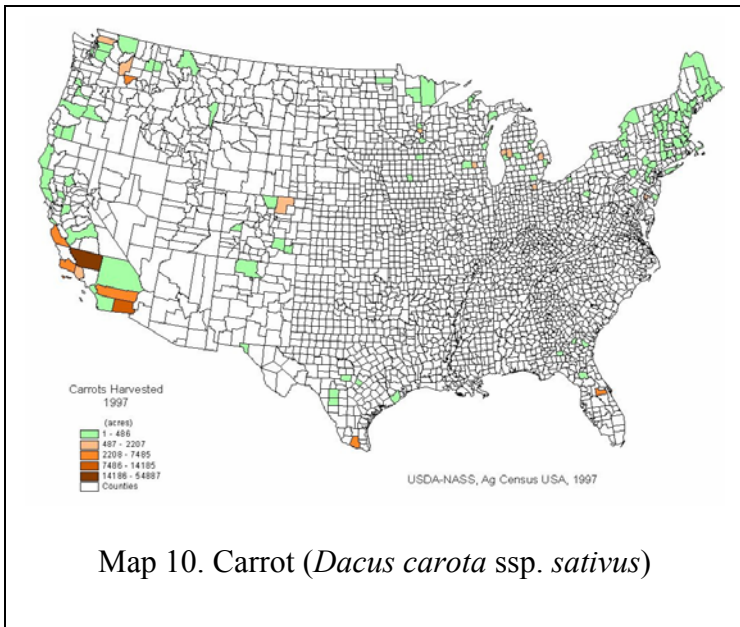 Carrots Harvested
1997
(acres)
1 - 486
487 - 2207
2208 - 7485
7486 - 14185
14186 - 54887
Counties
USDA-NASS, Ag Census USA, 1997
Map 10. Carrot (Dacus carota ssp. sativus)